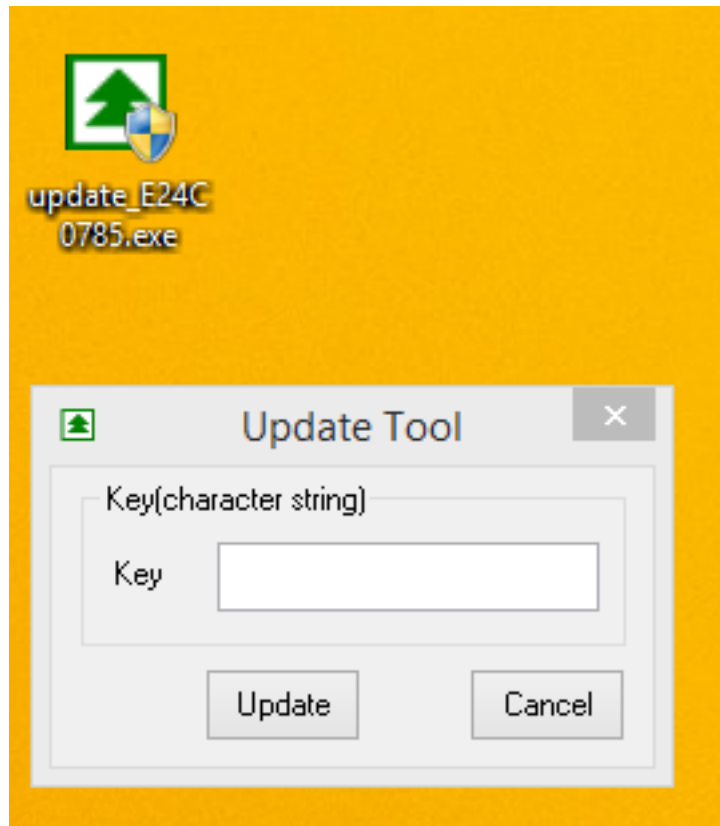 update_E24C
0785.exe
Update Tool
Key(character string)
Key
Update
Cancel